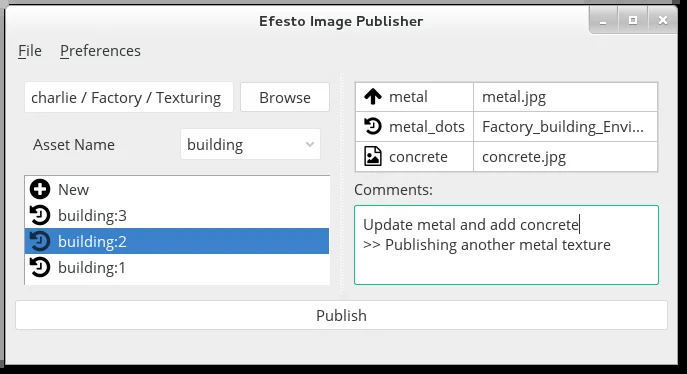 Efesto Image Publisher
File Preferences
charlie / Factory / Texturing Browse
Asset Name building
New
building:3
building:2
building:1
metal metal.jpg
metal_dots Factory_building_Envi...
concrete concrete.jpg
Comments:
Update metal and add concrete
>> Publishing another metal texture
Publish